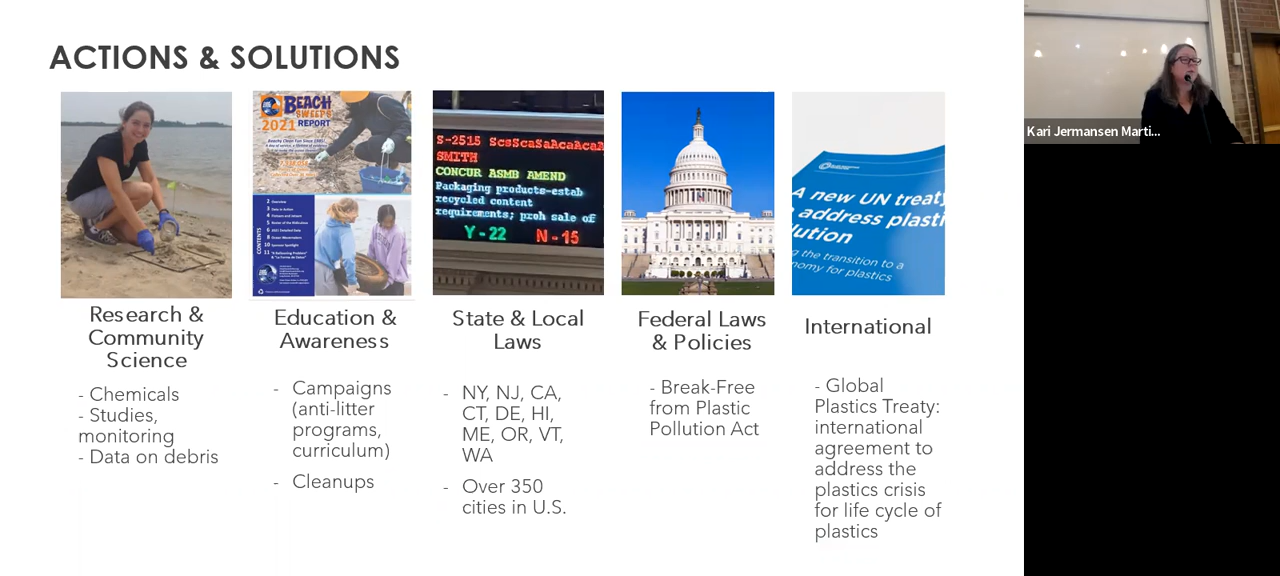 ACTIONS & SOLUTIONS
BEACH
SWEEPS
2021 REPORT
CONTENTS
S-2515 ScsScaSaAcaAcaA
SMITH
CONCUR ASMB AMEND
Packaging products-estab
recycled content
requirements; proh sale of
Y-22 N-15
A new UN treaty
address plasti
lution
ng the transition to a
nomy for plastics
Research &
Community
Science
- Chemicals
- Studies,
monitoring
- Data on debris
Education &
Awareness
- Campaigns
(anti-litter
programs,
curriculum)
- Cleanups
State & Local
Laws
- NY, NJ, CA,
CT, DE, HI,
ME, OR, VT,
WA
- Over 350
cities in U.S.
Federal Laws
& Policies
- Break-Free
from Plastic
Pollution Act
International
- Global
Plastics Treaty:
international
agreement to
address the
plastics crisis
for life cycle of
plastics
Kari Jermansen Marti...